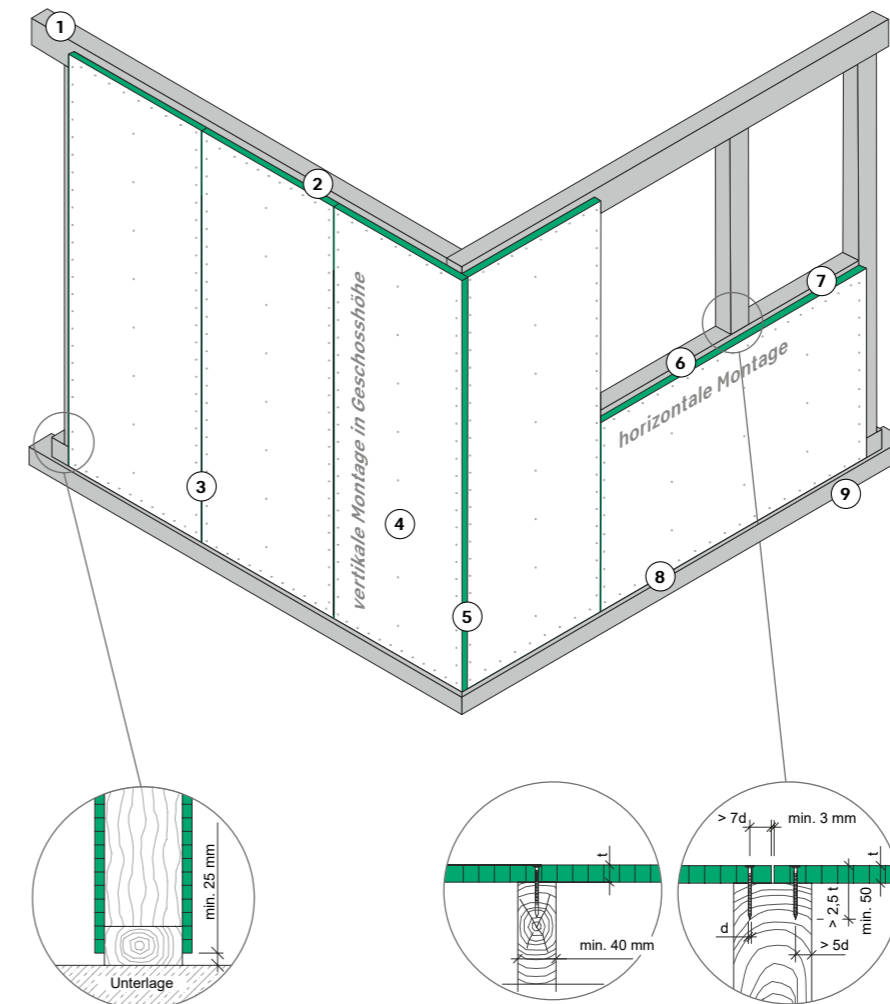 1
2
3
vertikale Montage in Geschosshöhe
4
5
6
7
horizontale Montage
8
9
min. 25 mm
Unterlage
t
min. 40 mm
> 7d
min. 3 mm
t
> 2,5 t
min. 50
d
> 5d